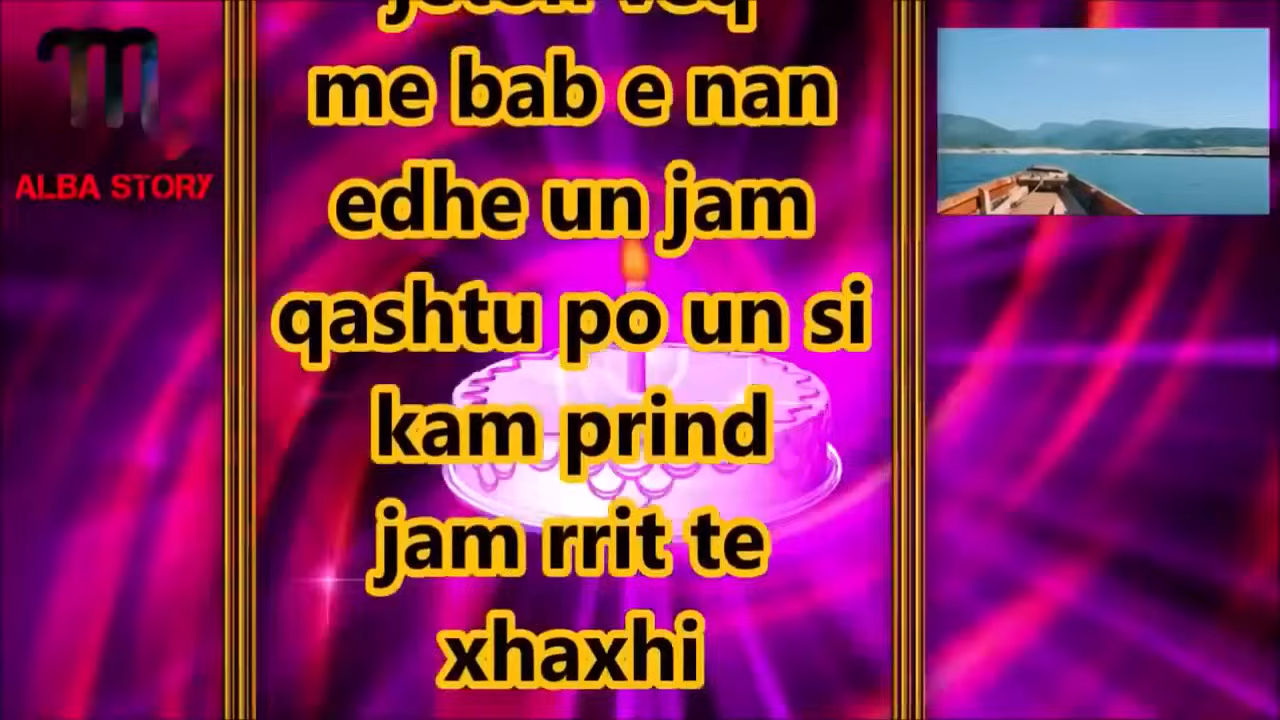 ALBA STORY
me bab e nan
edhe un jam
qashtu po un si
kam prind
jam rrit te
xhaxhi